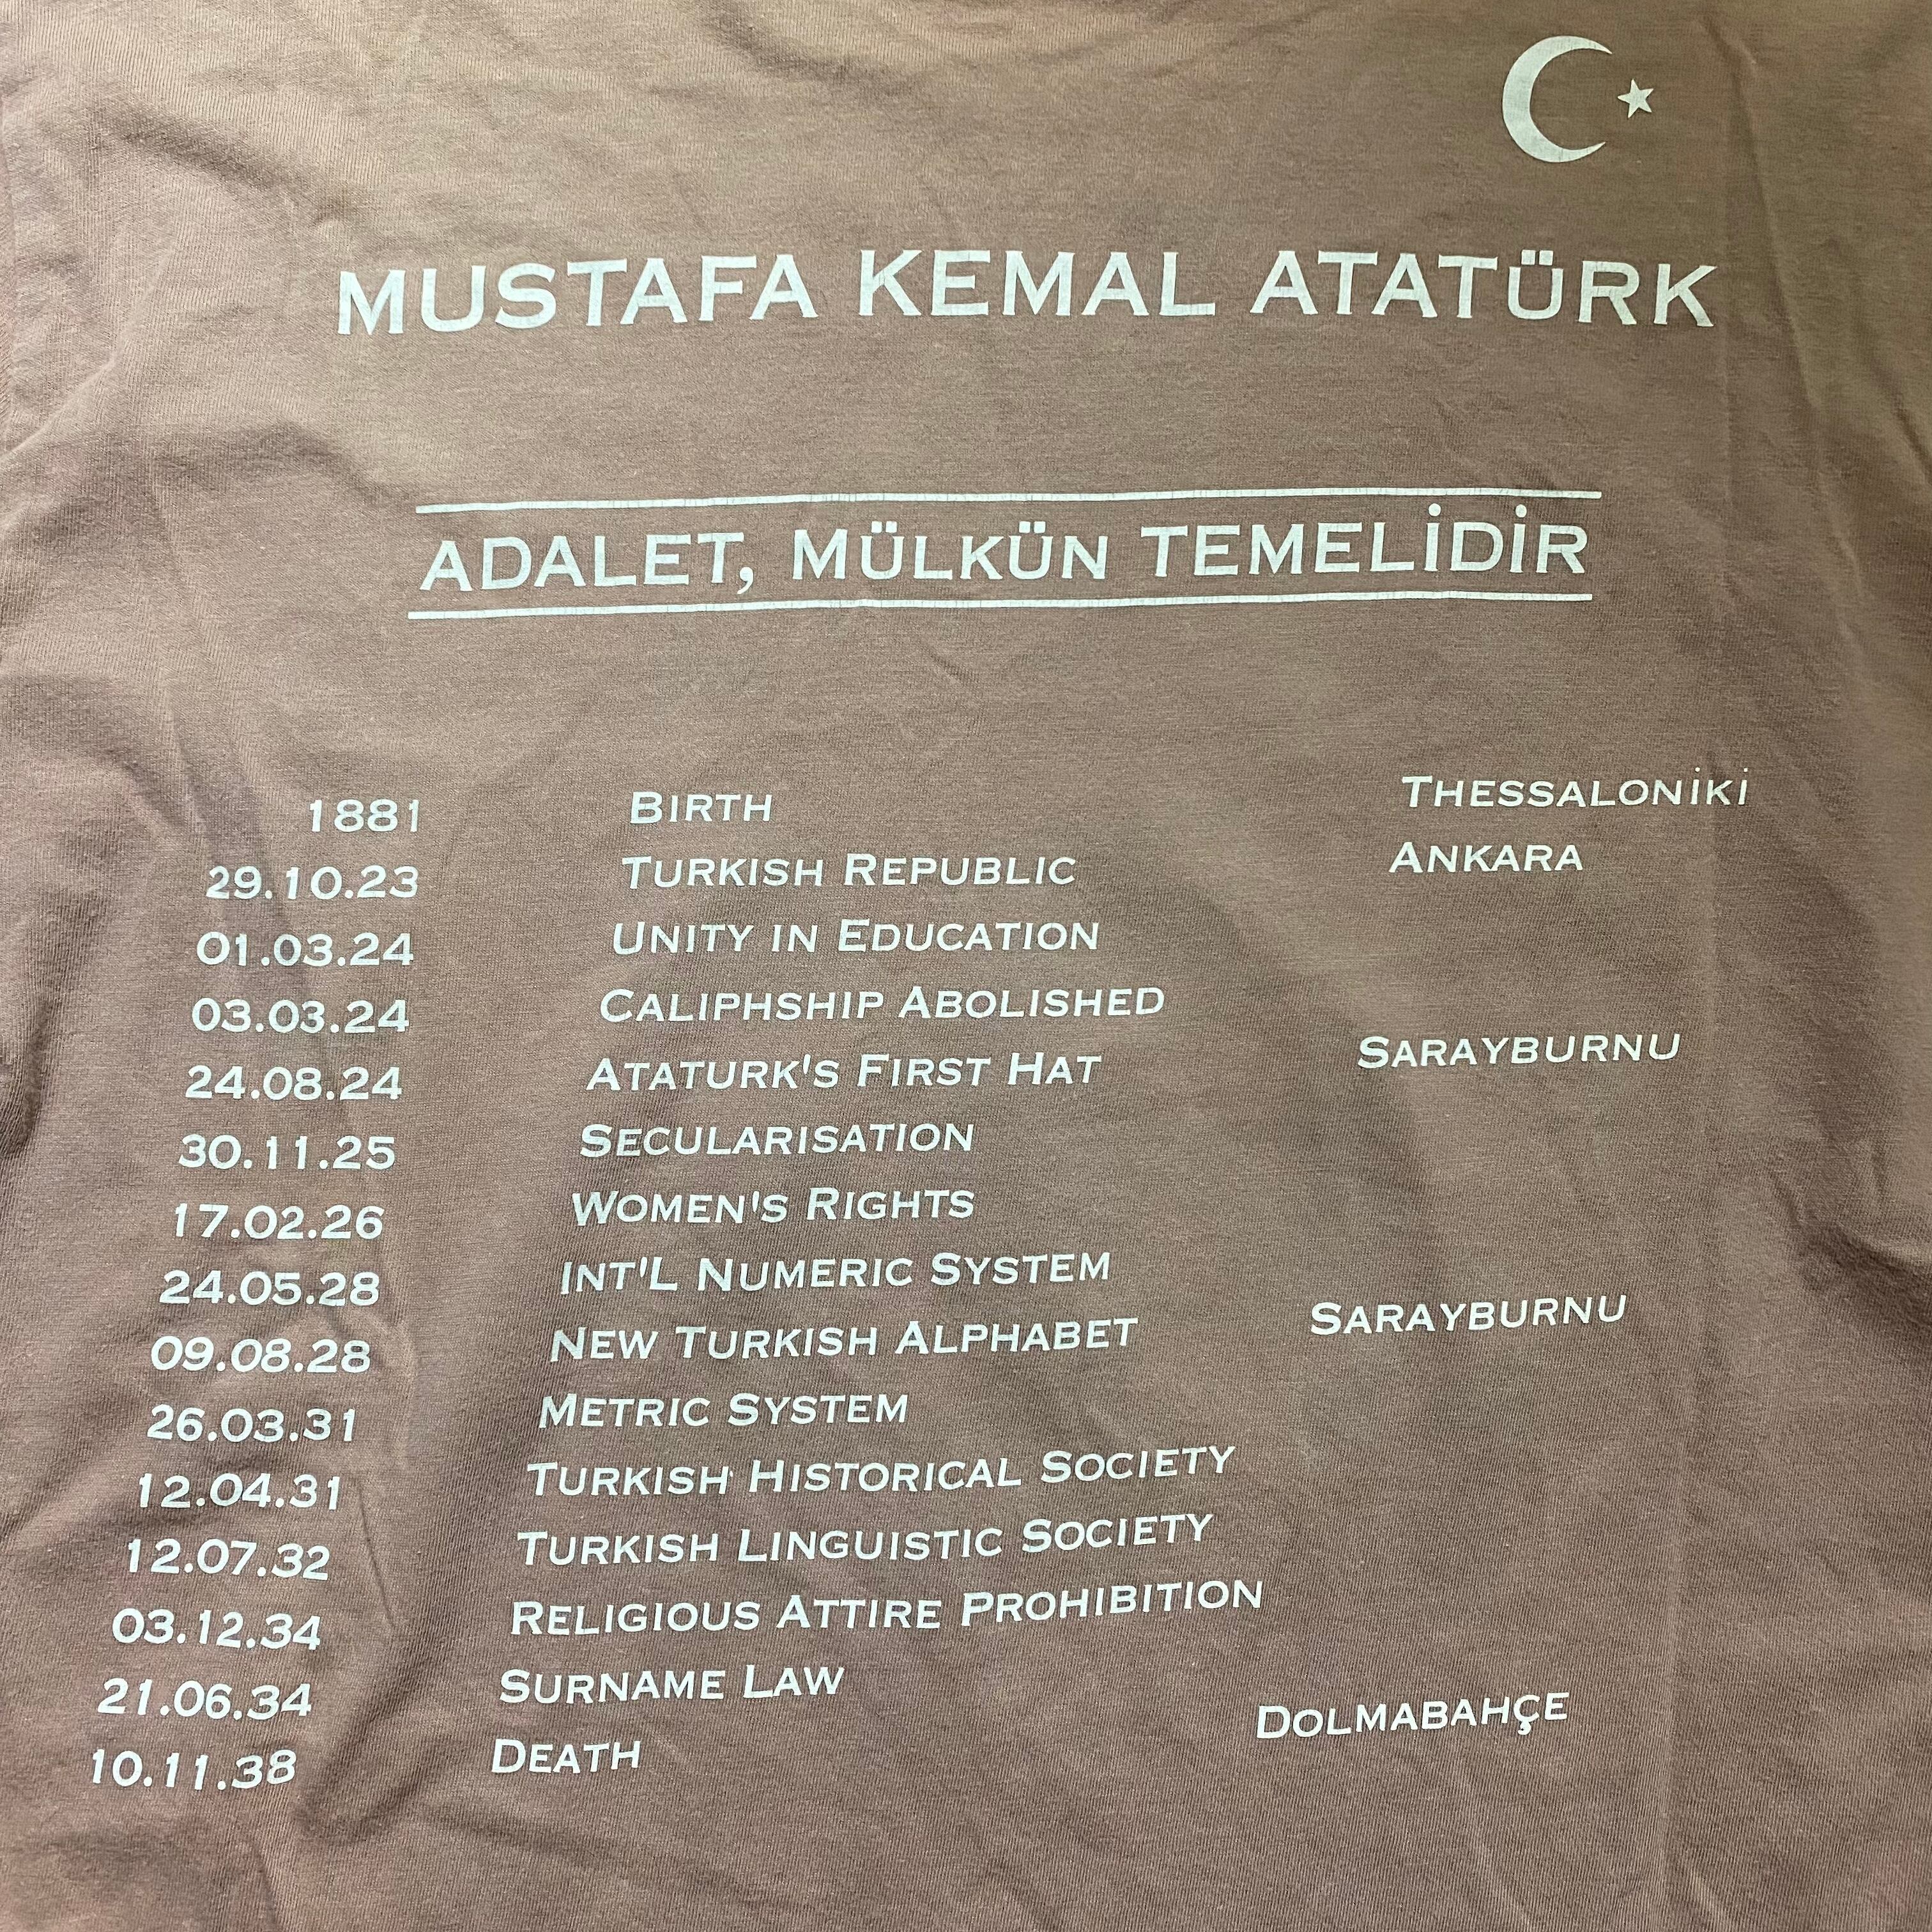 MUSTAFA KEMAL ATATÜRK
ADALET, MÜLKÜN TEMELİDİR
1881 BIRTH THESSALONİKİ
29.10.23 TURKISH REPUBLIC ANKARA
01.03.24 UNITY IN EDUCATION
03.03.24 CALIPHSHIP ABOLISHED
24.08.24 ATATURK'S FIRST HAT SARAYBURNU
30.11.25 SECULARISATION
17.02.26 WOMEN'S RIGHTS
24.05.28 INT'L NUMERIC SYSTEM
09.08.28 NEW TURKISH ALPHABET SARAYBURNU
26.03.31 METRIC SYSTEM
12.04.31 TURKISH HISTORICAL SOCIETY
12.07.32 TURKISH LINGUISTIC SOCIETY
03.12.34 RELIGIOUS ATTIRE PROHIBITION
21.06.34 SURNAME LAW
10.11.38 DEATH DOLMABAHÇE